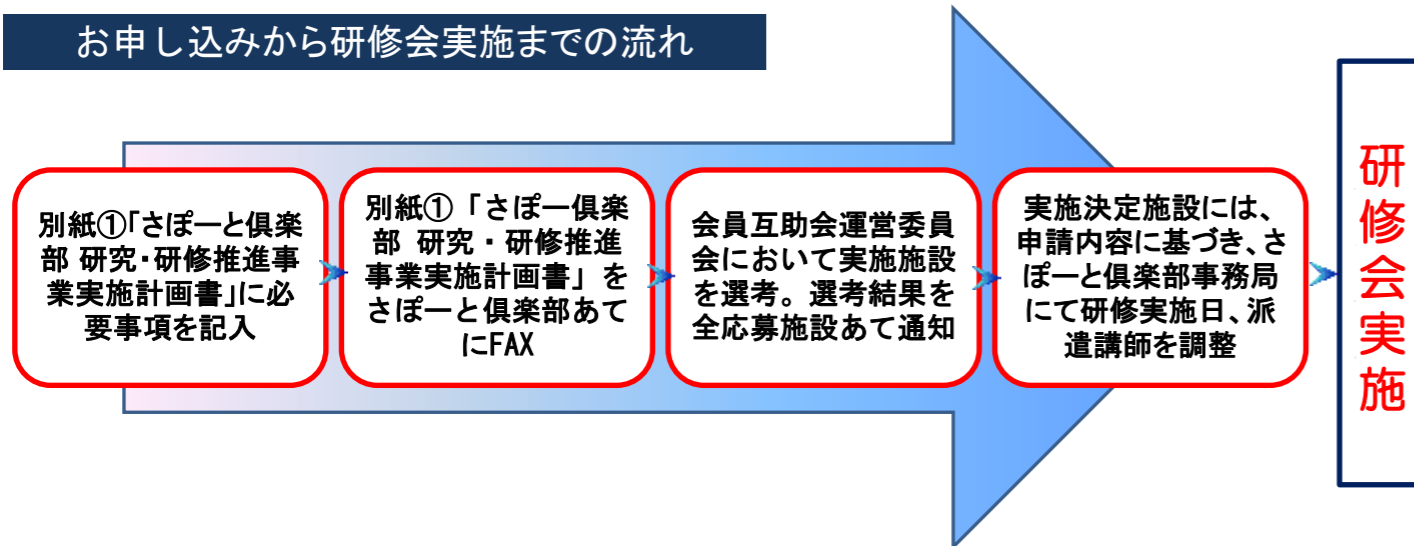 お申し込みから研修会実施までの流れ
別紙①「さぽーと倶楽
部 研究・研修推進事
業実施計画書」に必
要事項を記入
別紙① 「さぽー倶楽
部 研究・研修推進
事業実施計画書」 を
さぽーと倶楽部あて
にFAX
会員互助会運営委員
会において実施施設
を選考。選考結果を
全応募施設あて通知
実施決定施設には、
申請内容に基づき、さ
ぽーと倶楽部事務局
にて研修実施日、派
遣講師を調整
研修会実施